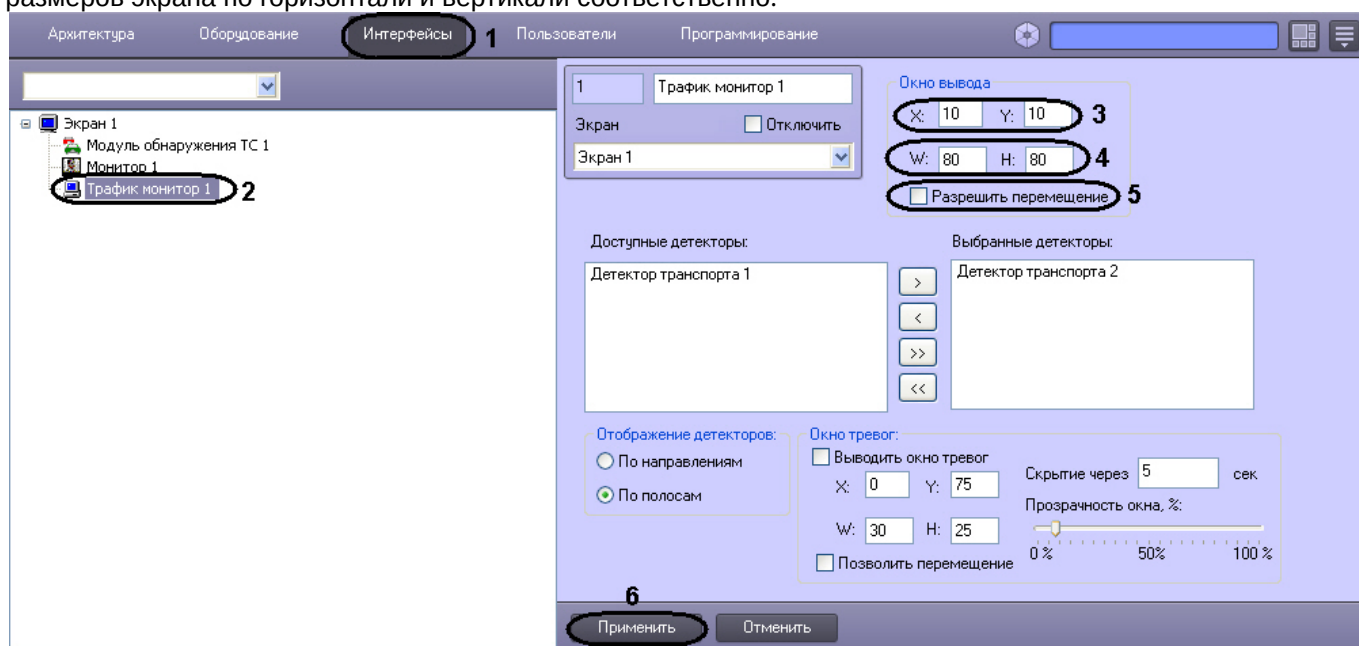 размеров экрана по горизонтали и вертикали соответственно.
Архитектура Оборудование Интерфейсы 1 Пользователи Программирование
1 Трафик монитор 1
Экран Отключить
Экран 1
Окно вывода
X: 10 Y: 10 3
W: 80 H: 80 4
Разрешить перемещение 5
Экран 1
Модуль обнаружения ТС 1
Монитор 1
Трафик монитор 1 2
Доступные детекторы: Выбранные детекторы:
Детектор транспорта 1 Детектор транспорта 2
>
<
>>
<<
Отображение детекторов:
По направлениям
По полосам
Окно тревог:
Выводить окно тревог
X: 0 Y: 75
W: 30 H: 25
Позволить перемещение
Скрытие через 5 сек
Прозрачность окна, %:
0 % 50% 100 %
6
Применить Отменить